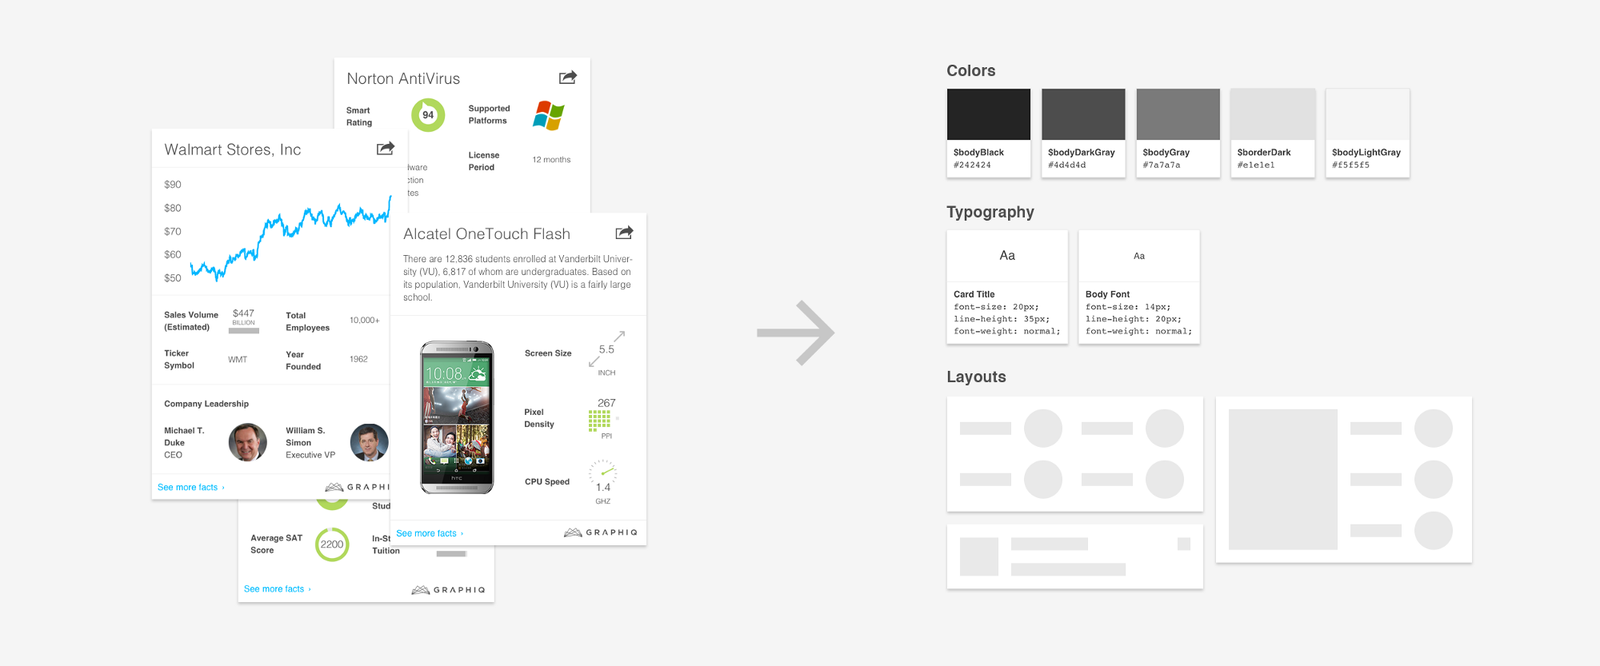 Norton AntiVirus
Smart
Rating
94
Supported
Platforms
License
Period
12 months
Walmart Stores, Inc
$90
$80
$70
$60
$50
Sales Volume
(Estimated)
$447
BILLION
Total
Employees
10,000+
Ticker
Symbol
WMT
Year
Founded
1962
Company Leadership
Michael T.
Duke
CEO
William S.
Simon
Executive VP
See more facts ›
GRAPHI
Alcatel OneTouch Flash
There are 12,836 students enrolled at Vanderbilt Univer-
sity (VU), 6,817 of whom are undergraduates. Based on
its population, Vanderbilt University (VU) is a fairly large
school.
10:08
hTC
Screen Size
5.5
INCH
Pixel
Density
267
PPI
CPU Speed
1.4
GHZ
See more facts ›
GRAPHIQ
Stud
Average SAT
Score
2200
In-St
Tuition
See more facts ›
GRAPHIQ
Colors
$bodyBlack
#242424
$bodyDarkGray
#4d4d4d
$bodyGray
#7a7a7a
$borderDark
#e1e1e1
$bodyLightGray
#f5f5f5
Typography
Aa
Card Title
font-size: 20px;
line-height: 35px;
font-weight: normal;
Aa
Body Font
font-size: 14px;
line-height: 20px;
font-weight: normal;
Layouts